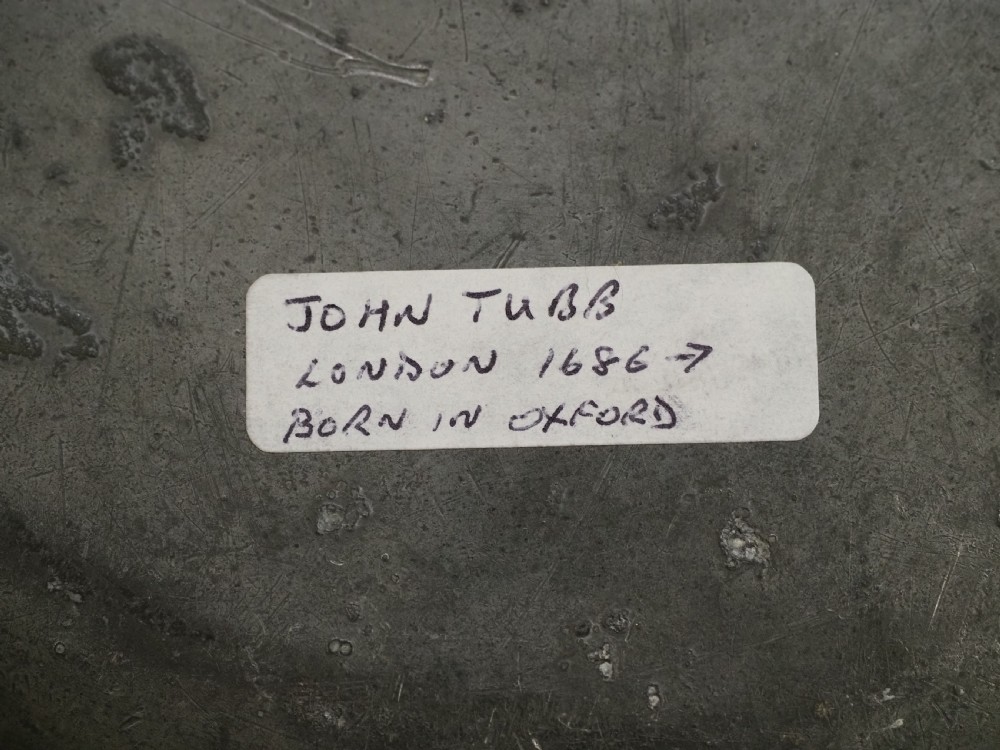 JOHN TUBB
LONDON 1686 →
BORN IN OXFORD